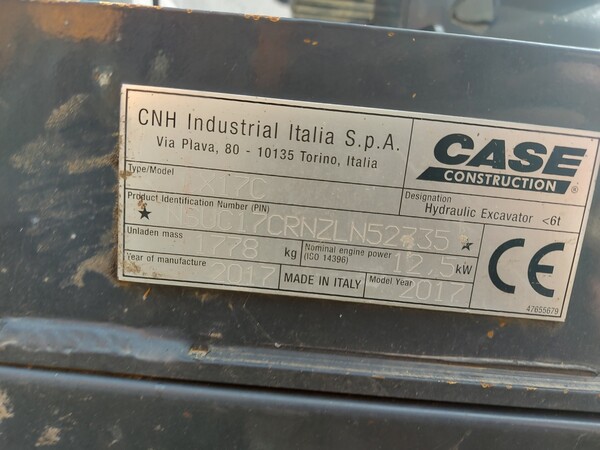 CNH Industrial Italia S.p.A.
Via Plava, 80 - 10135 Torino, Italia
CASE
CONSTRUCTION ®
Type/Model
X17C
Designation
Hydraulic Excavator <6t
Product Identification Number (PIN)
Unladen mass
kg
Nominal engine power
(ISO 14396)
12,5 kW
Year of manufacture
2017
MADE IN ITALY
Model Year
2017
CE
47655679